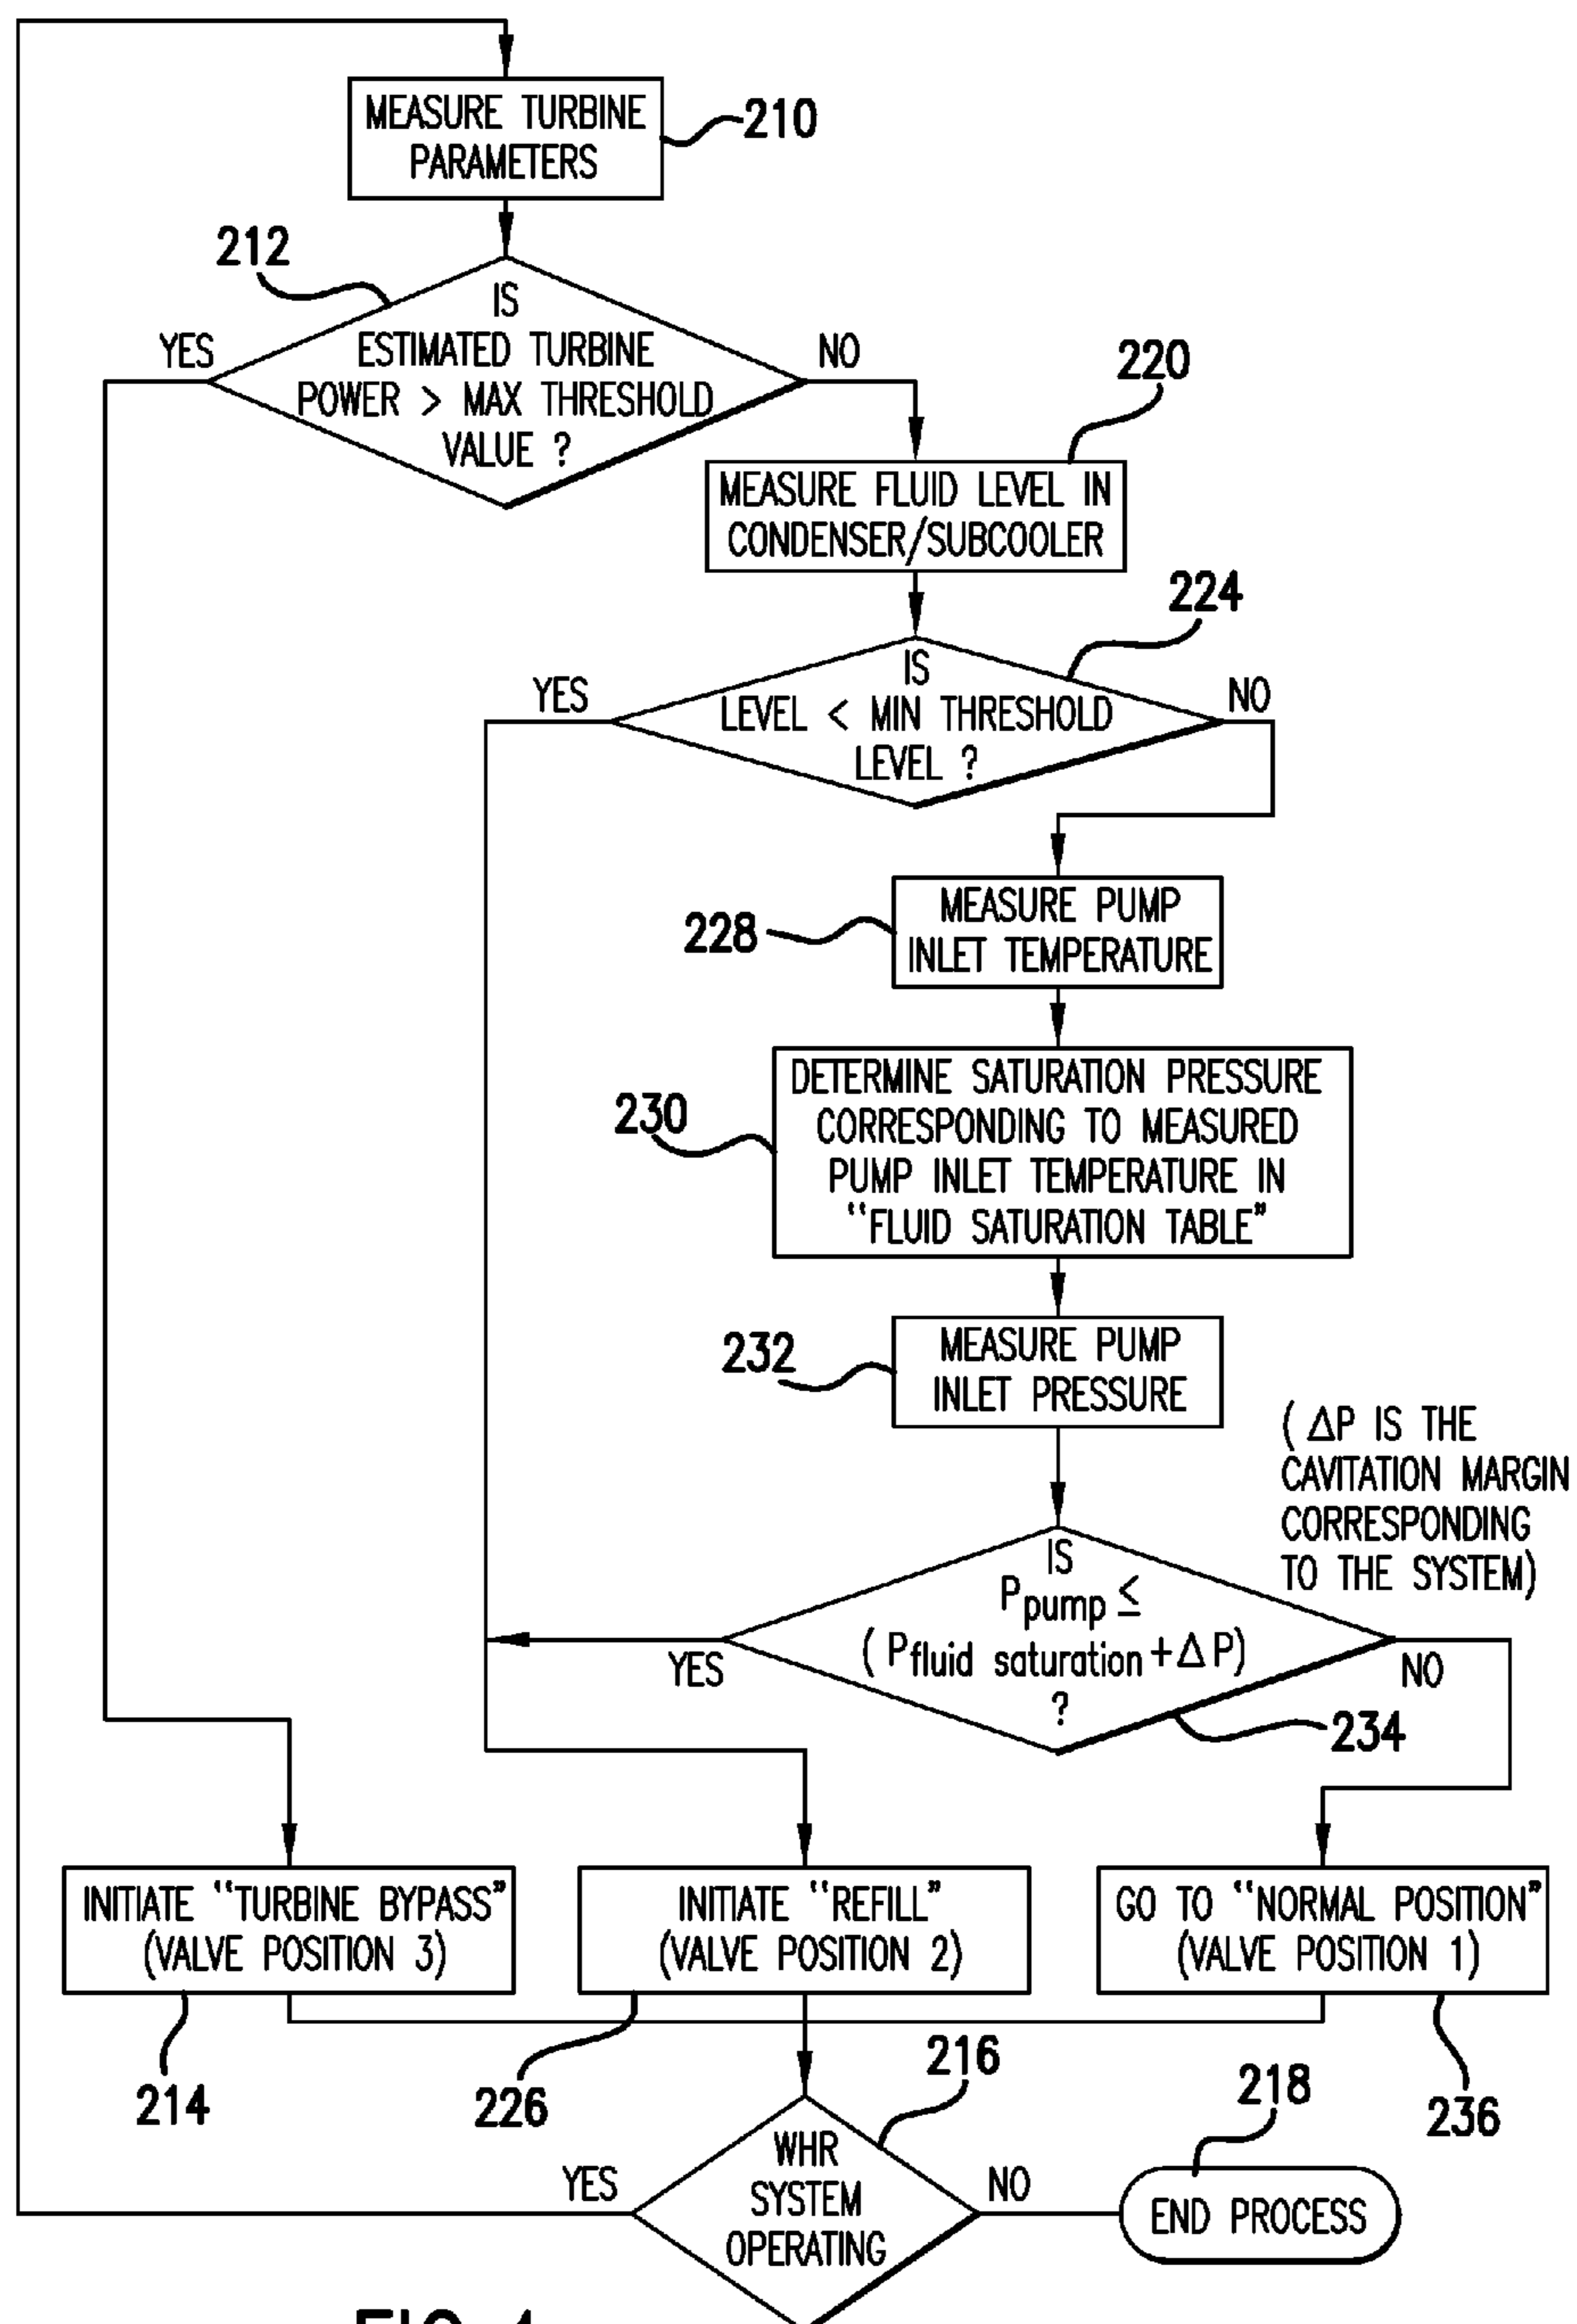 MEASURE TURBINE
PARAMETERS
210
212
IS
ESTIMATED TURBINE
POWER > MAX THRESHOLD
VALUE ?
YES
NO
220
MEASURE FLUID LEVEL IN
CONDENSER/SUBCOOLER
224
IS
LEVEL < MIN THRESHOLD
LEVEL ?
YES
NO
228
MEASURE PUMP
INLET TEMPERATURE
230
DETERMINE SATURATION PRESSURE
CORRESPONDING TO MEASURED
PUMP INLET TEMPERATURE IN
“FLUID SATURATION TABLE”
232
MEASURE PUMP
INLET PRESSURE
(ΔP IS THE
CAVITATION MARGIN
CORRESPONDING
TO THE SYSTEM)
IS
Ppump ≤
(Pfluid saturation + Δ P)
?
YES
NO
234
INITIATE “TURBINE BYPASS”
(VALVE POSITION 3)
INITIATE “REFILL”
(VALVE POSITION 2)
GO TO “NORMAL POSITION”
(VALVE POSITION 1)
214
226
216
218
236
WHR
SYSTEM
OPERATING
YES
NO
END PROCESS